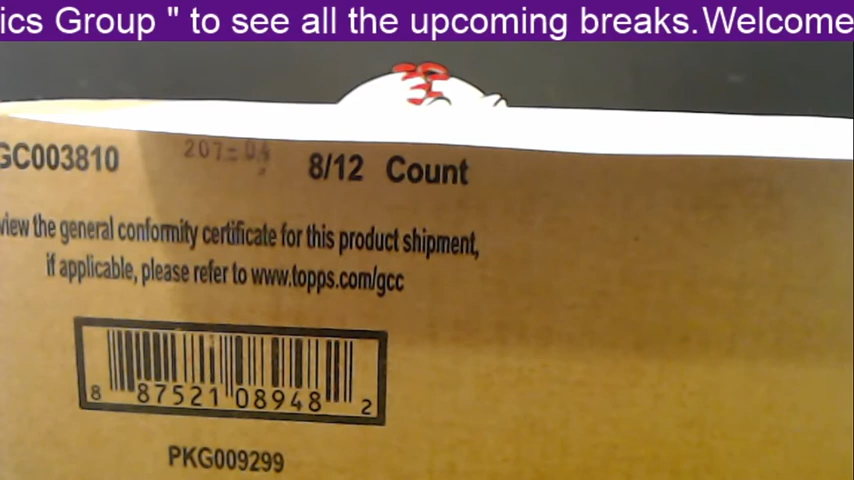 ics Group " to see all the upcoming breaks.Welcome
GC003810
8/12 Count
view the general conformity certificate for this product shipment,
if applicable, please refer to www.topps.com/gcc
8 87521 08948 2
PKG009299